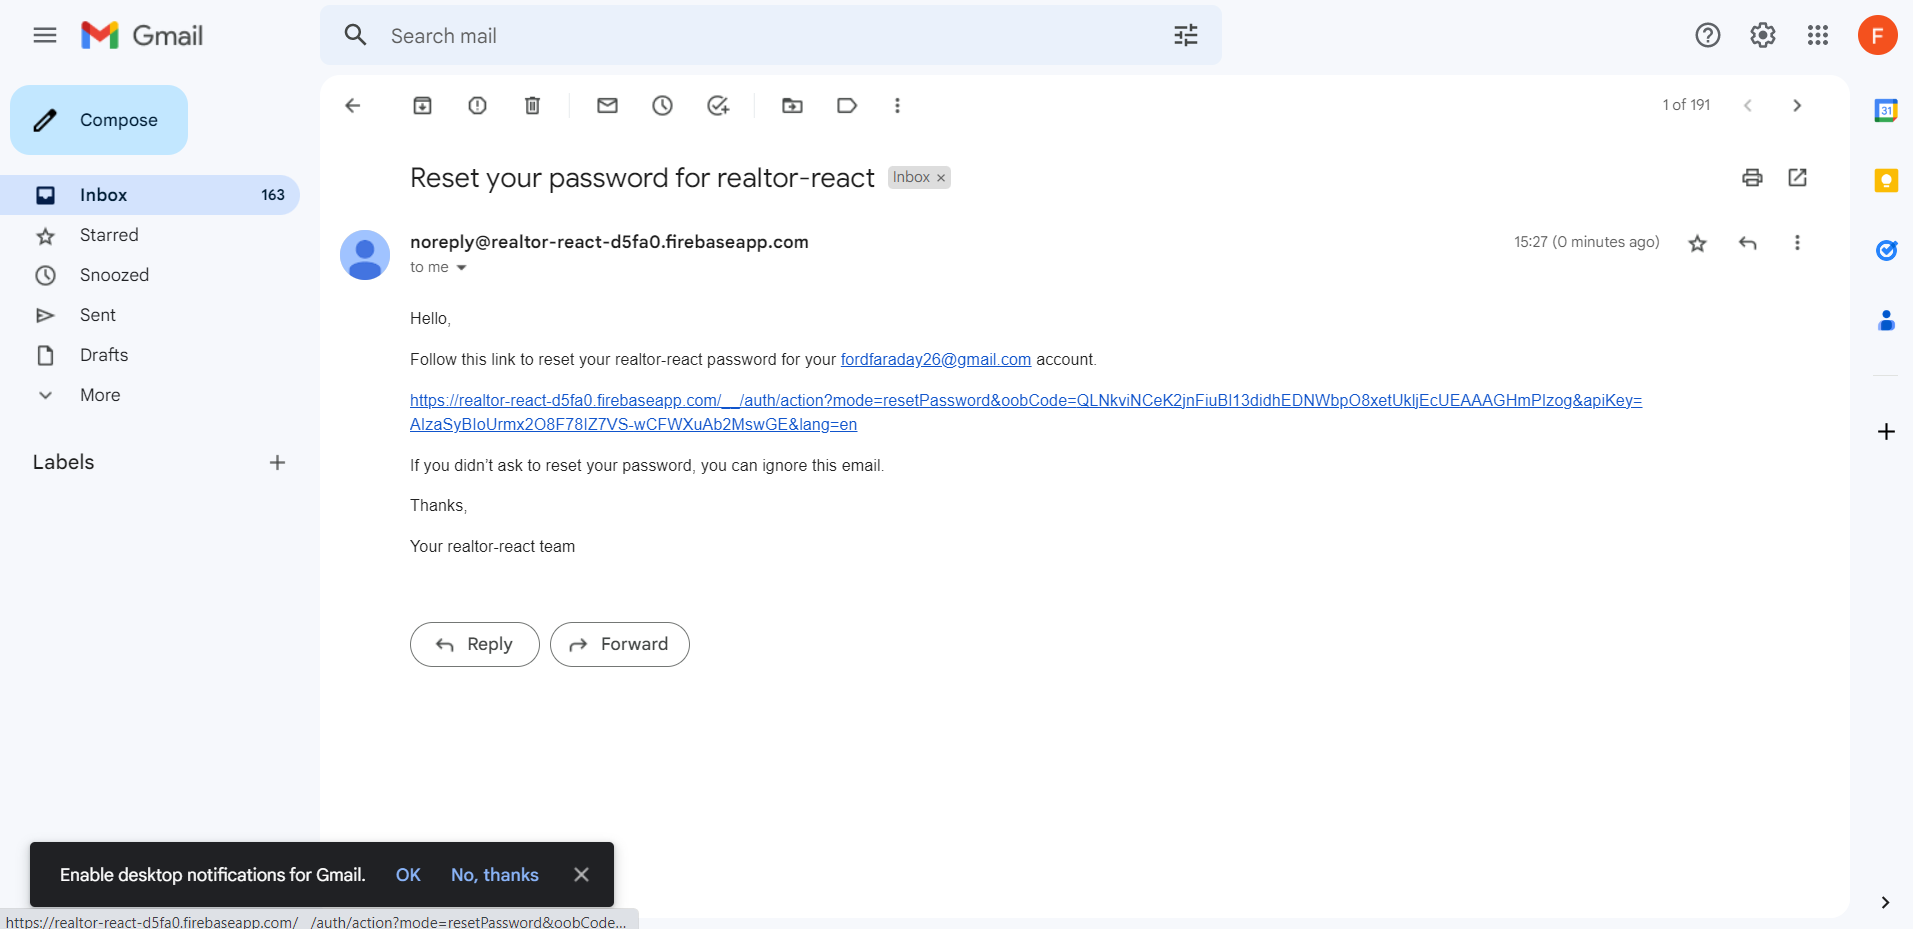 Gmail
Search mail
F
Compose
Inbox 163
Starred
Snoozed
Sent
Drafts
More
Labels
1 of 191
Reset your password for realtor-react Inbox ×
noreply@realtor-react-d5fa0.firebaseapp.com
15:27 (0 minutes ago)
to me
Hello,
Follow this link to reset your realtor-react password for your fordfaraday26@gmail.com account.
https://realtor-react-d5fa0.firebaseapp.com/__/auth/action?mode=resetPassword&oobCode=QLNkviNCeK2jnFiuBl13didhEDNWbpO8xetUkljEcUEAAAGHmPIzog&apiKey=
AIzaSyBIoUrmx2O8F78IZ7VS-wCFWXuAb2MswGE&lang=en
If you didn’t ask to reset your password, you can ignore this email.
Thanks,
Your realtor-react team
Reply
Forward
31
Enable desktop notifications for Gmail. OK No, thanks
https://realtor-react-d5fa0.firebaseapp.com/__/auth/action?mode=resetPassword&oobCode...